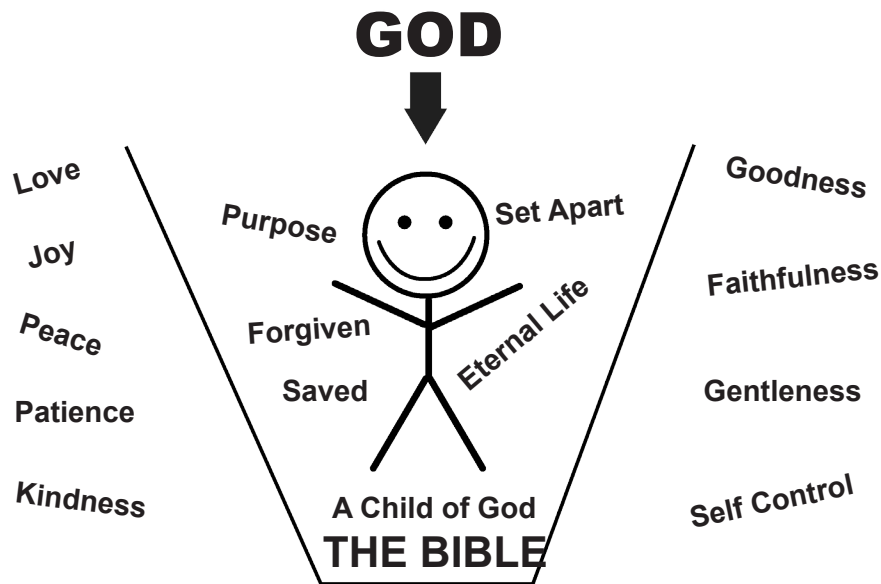 GOD
Love
Joy
Peace
Patience
Kindness
Purpose
Set Apart
Forgiven
Saved
Eternal Life
A Child of God
THE BIBLE
Goodness
Faithfulness
Gentleness
Self Control